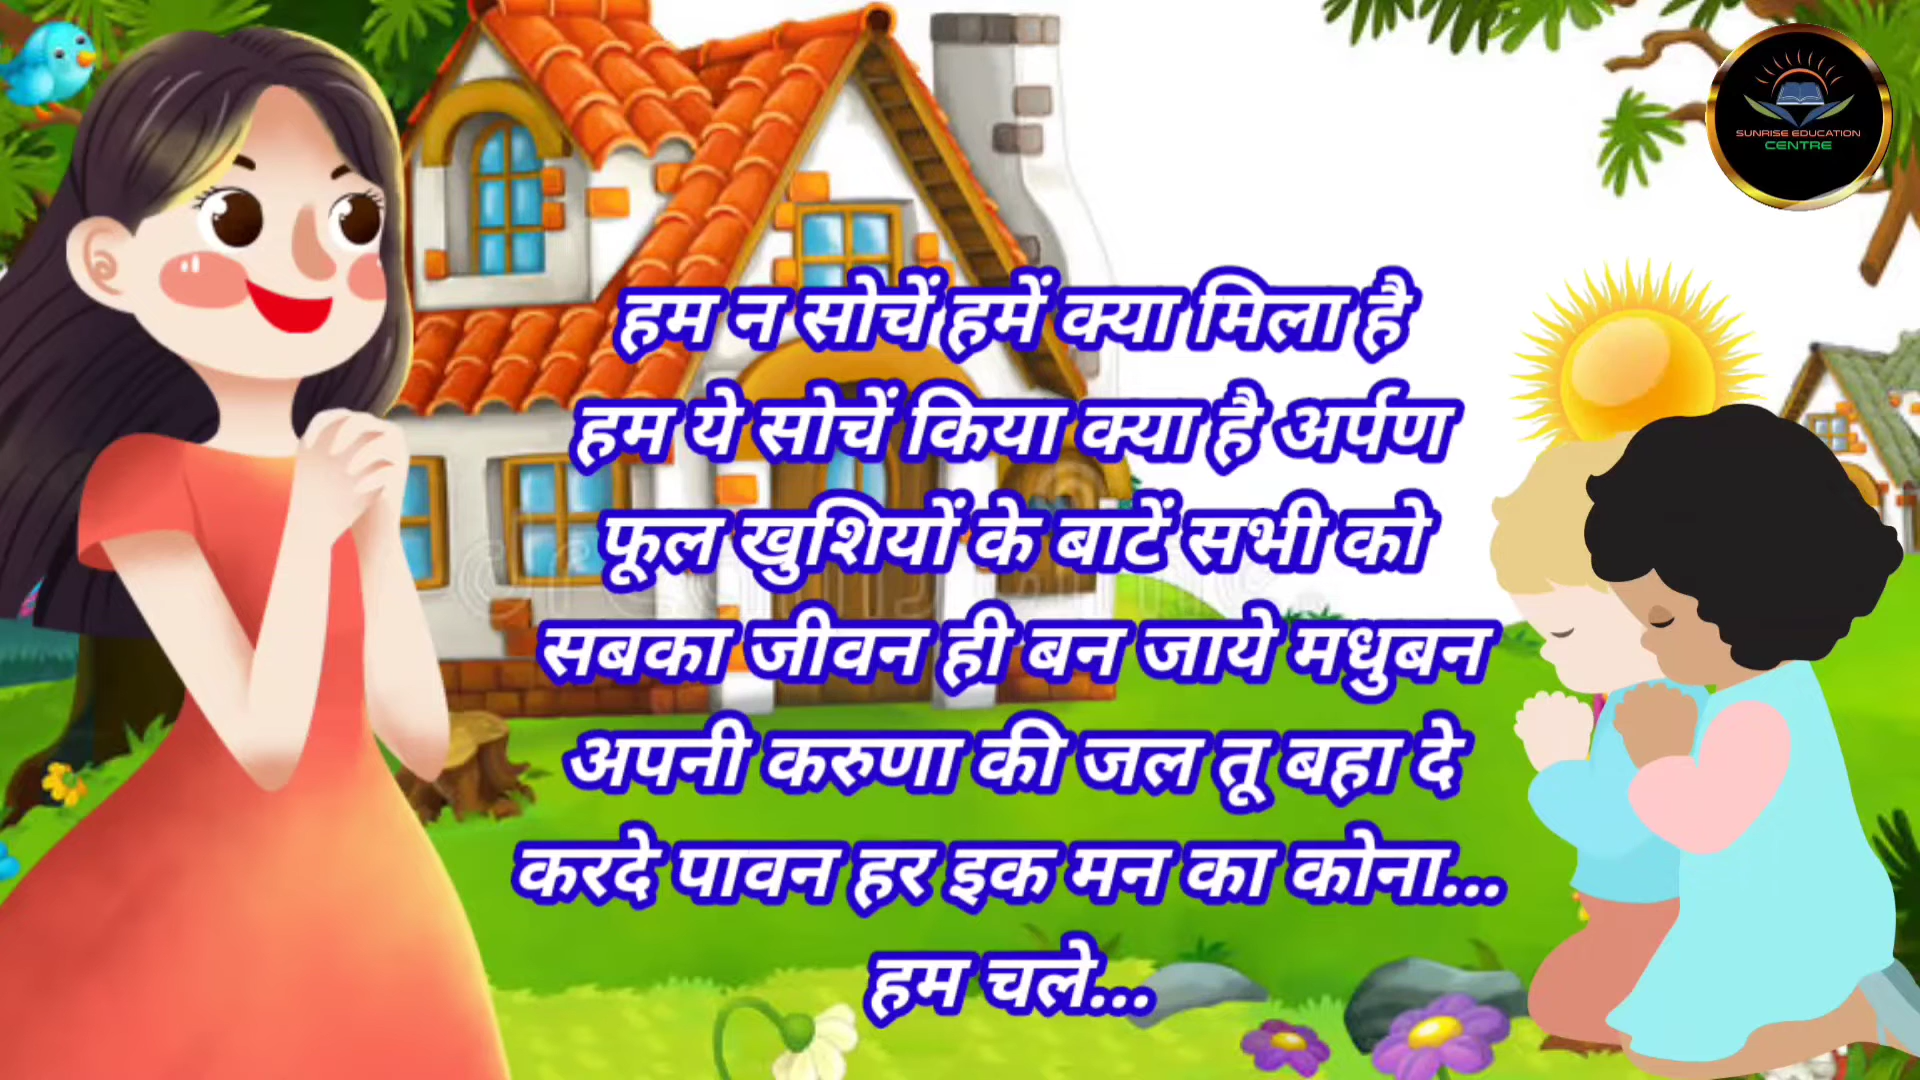 SUNRISE EDUCATION
CENTRE
हम न सोचें हमें क्या मिला है
हम ये सोचें किया क्या है अर्पण
फूल खुशियों के बाटें सभी को
सबका जीवन ही बन जाये मधुबन
अपनी करुणा की जल तू बहा दे
करदे पावन हर इक मन का कोना...
हम चले...